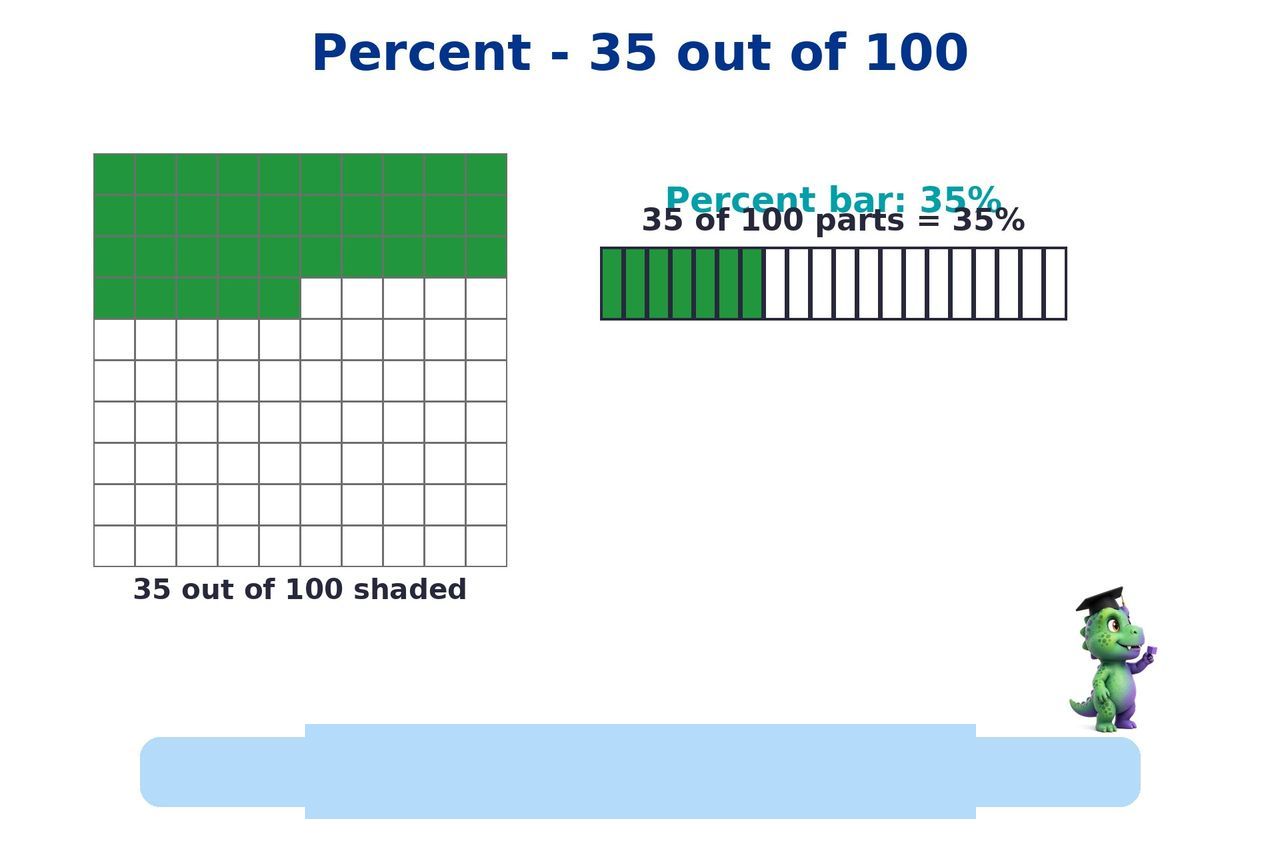 Percent - 35 out of 100
Percent bar: 35%
35 of 100 parts = 35%
35 out of 100 shaded